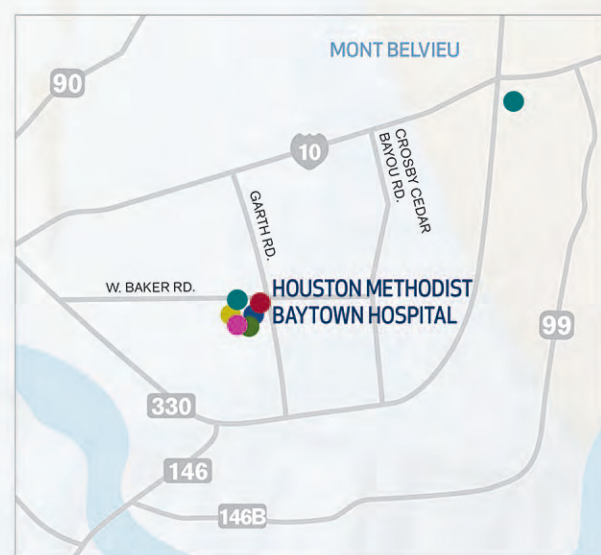 MONT BELVIEU
90
10
CROSBY CEDAR
BAYOU RD.
GARTH RD.
W. BAKER RD.
HOUSTON METHODIST
BAYTOWN HOSPITAL
99
330
146
146B